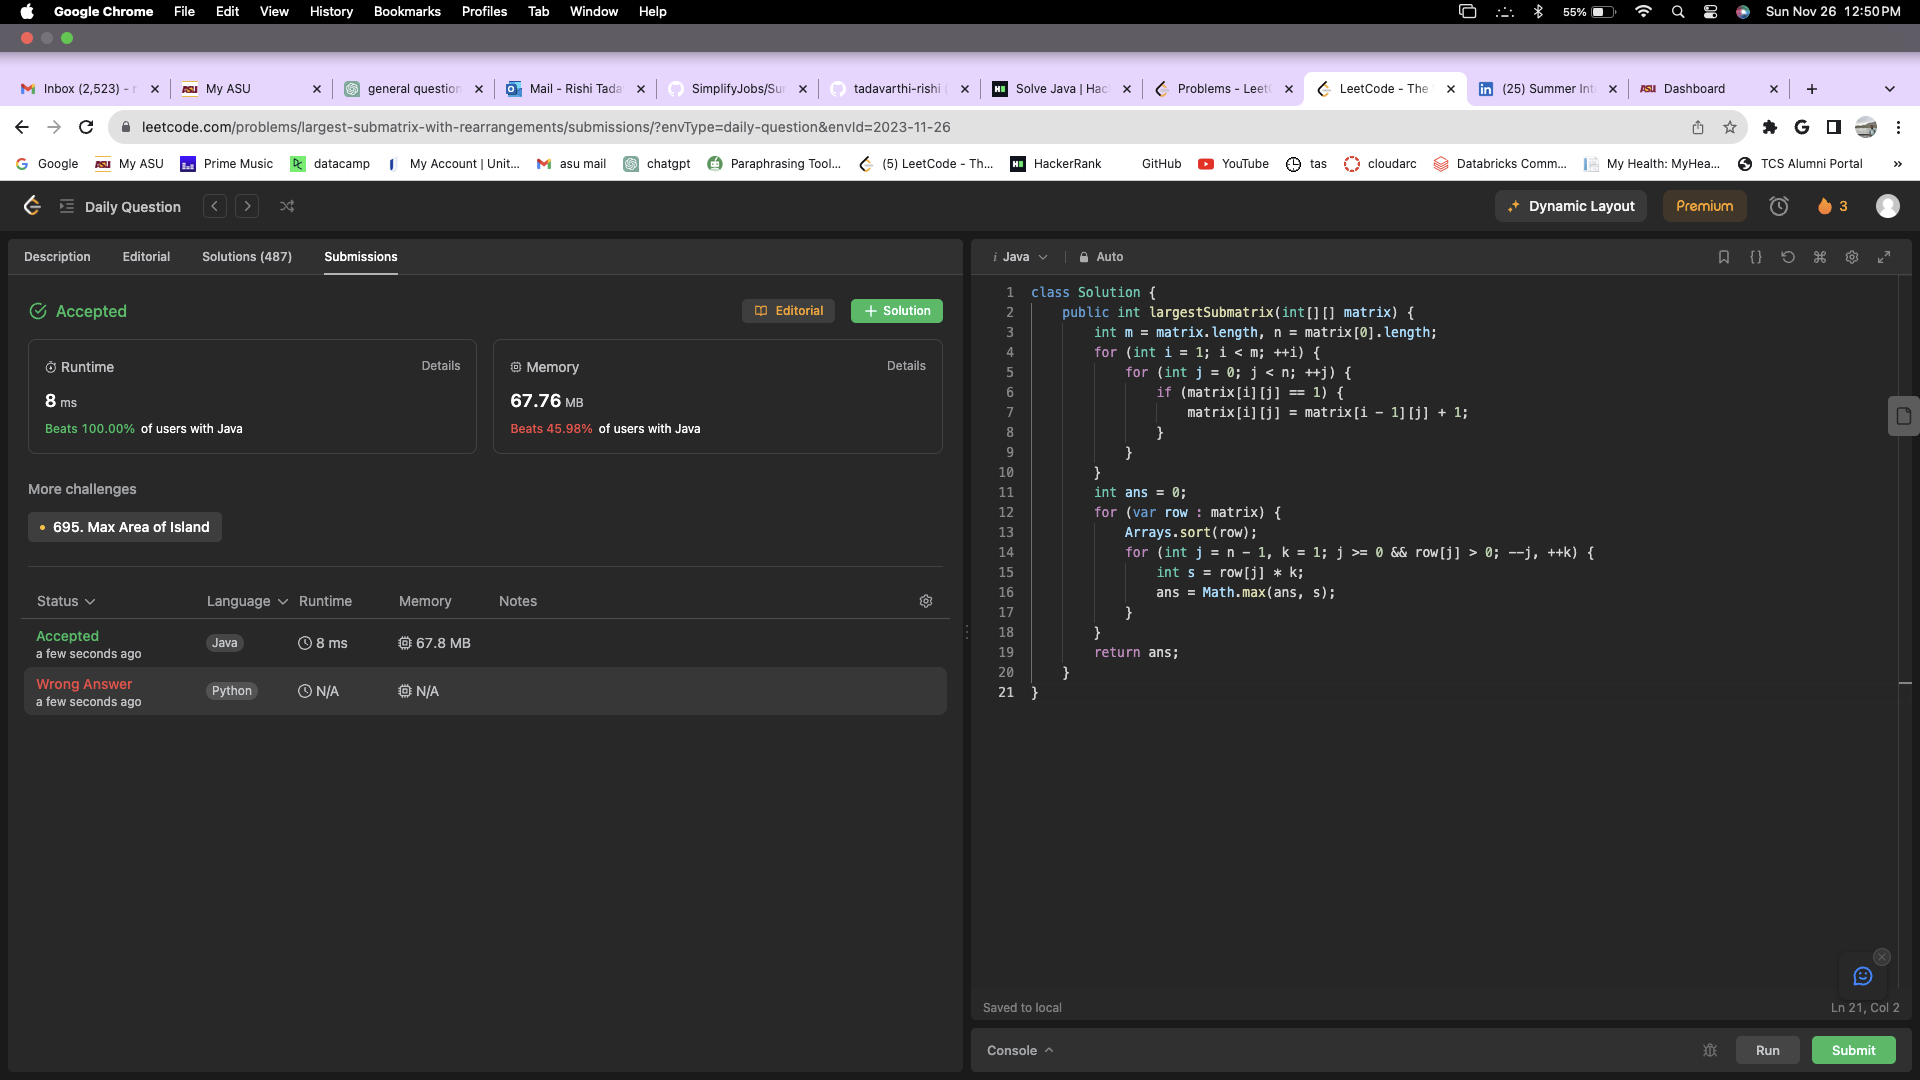 Google Chrome File Edit View History Bookmarks Profiles Tab Window Help 55% Sun Nov 26 12:50 PM
Inbox (2,523) - My ASU general question Mail - Rishi Tada SimplifyJobs/Su tadavarthi-rishi Solve Java | Hac Problems - Leet LeetCode - The (25) Summer Int Dashboard
leetcode.com/problems/largest-submatrix-with-rearrangements/submissions/?envType=daily-question&envId=2023-11-26
Google My ASU Prime Music datacamp My Account | Unit... asu mail chatgpt Paraphrasing Tool... (5) LeetCode - Th... HackerRank GitHub YouTube tas cloudarc Databricks Comm... My Health: MyHea... TCS Alumni Portal »
Daily Question Dynamic Layout Premium 3
Description Editorial Solutions (487) Submissions
Accepted Editorial + Solution
Runtime Details
8 ms
Beats 100.00% of users with Java
Memory Details
67.76 MB
Beats 45.98% of users with Java
More challenges
• 695. Max Area of Island
Status Language Runtime Memory Notes
Accepted Java 8 ms 67.8 MB
a few seconds ago
Wrong Answer Python N/A N/A
a few seconds ago
i Java Auto
1 class Solution {
2 public int largestSubmatrix(int[][] matrix) {
3 int m = matrix.length, n = matrix[0].length;
4 for (int i = 1; i < m; ++i) {
5 for (int j = 0; j < n; ++j) {
6 if (matrix[i][j] == 1) {
7 matrix[i][j] = matrix[i - 1][j] + 1;
8 }
9 }
10 }
11 int ans = 0;
12 for (var row : matrix) {
13 Arrays.sort(row);
14 for (int j = n - 1, k = 1; j >= 0 && row[j] > 0; --j, ++k) {
15 int s = row[j] * k;
16 ans = Math.max(ans, s);
17 }
18 }
19 return ans;
20 }
21 }
Saved to local Ln 21, Col 2
Console Run Submit